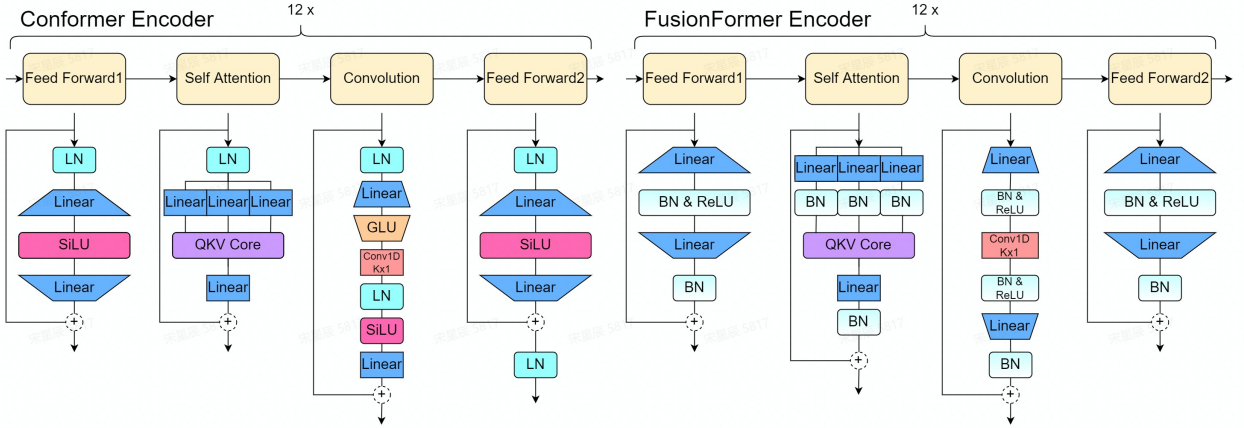 Conformer Encoder
12 x
Feed Forward1
Self Attention
Convolution
Feed Forward2
LN
Linear
SiLU
Linear
+
LN
Linear
Linear
Linear
QKV Core
Linear
+
LN
Linear
GLU
Conv1D
Kx1
LN
SiLU
Linear
+
LN
Linear
SiLU
Linear
+
LN
FusionFormer Encoder
12 x
Feed Forward1
Self Attention
Convolution
Feed Forward2
Linear
BN & ReLU
Linear
BN
+
Linear
Linear
Linear
BN
BN
BN
QKV Core
Linear
BN
+
Linear
BN &
ReLU
Conv1D
Kx1
BN &
ReLU
Linear
BN
+
Linear
BN & ReLU
Linear
BN
+